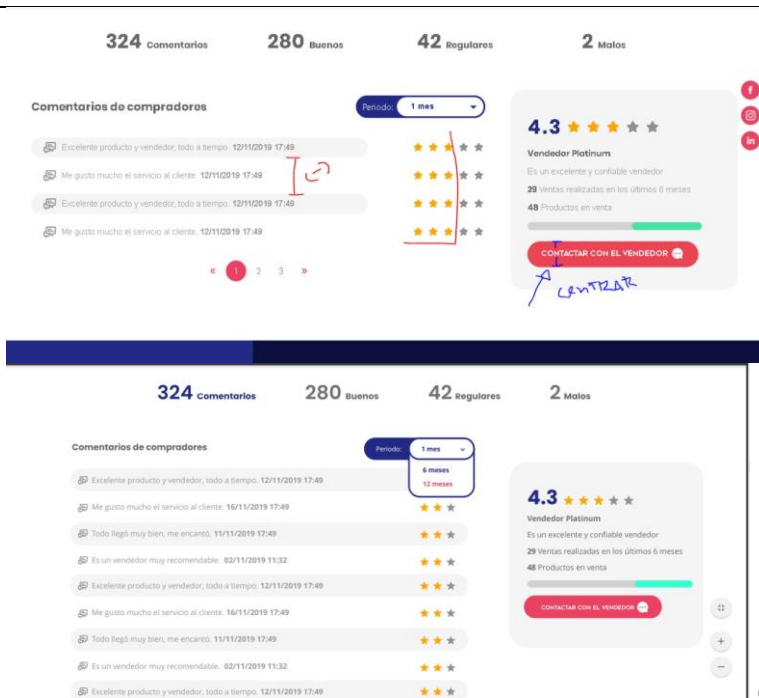 324 Comentarios 280 Buenos 42 Regulares 2 Malos
Comentarios de compradores
Periodo: 1 mes
Excelente producto y vendedor, todo a tiempo. 12/11/2019 17:49
Me gusto mucho el servicio al cliente. 12/11/2019 17:49
Excelente producto y vendedor, todo a tiempo. 12/11/2019 17:49
Me gusto mucho el servicio al cliente. 12/11/2019 17:49
« 1 2 3 »
4.3
Vendedor Platinum
Es un excelente y confiable vendedor
29 Ventas realizadas en los últimos 6 meses
48 Productos en venta
CONTACTAR CON EL VENDEDOR
CENTRAR
324 Comentarios 280 Buenos 42 Regulares 2 Malos
Comentarios de compradores
Periodo: 1 mes
6 meses
12 meses
Excelente producto y vendedor, todo a tiempo. 12/11/2019 17:49
Me gusto mucho el servicio al cliente. 16/11/2019 17:49
Todo llegó muy bien, me encantó. 11/11/2019 17:49
Es un vendedor muy recomendable. 02/11/2019 11:32
Excelente producto y vendedor, todo a tiempo. 12/11/2019 17:49
Me gusto mucho el servicio al cliente. 16/11/2019 17:49
Todo llegó muy bien, me encantó. 11/11/2019 17:49
Es un vendedor muy recomendable. 02/11/2019 11:32
Excelente producto y vendedor, todo a tiempo. 12/11/2019 17:49
4.3
Vendedor Platinum
Es un excelente y confiable vendedor
29 Ventas realizadas en los últimos 6 meses
48 Productos en venta
CONTACTAR CON EL VENDEDOR